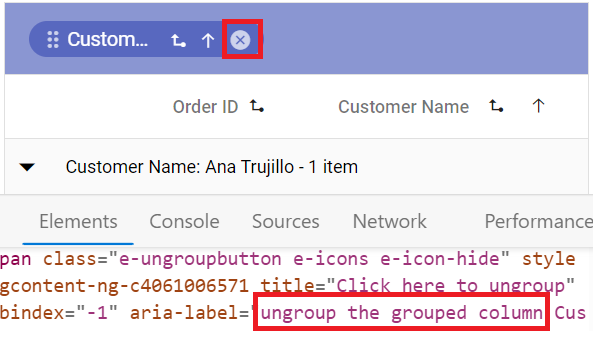 Custom...
Order ID Customer Name
Customer Name: Ana Trujillo - 1 item
Elements Console Sources Network Performance
pan class="e-ungroupbutton e-icons e-icon-hide" style
gcontent-ng-c4061006571 title="Click here to ungroup"
bindex="-1" aria-label="ungroup the grouped column Cus